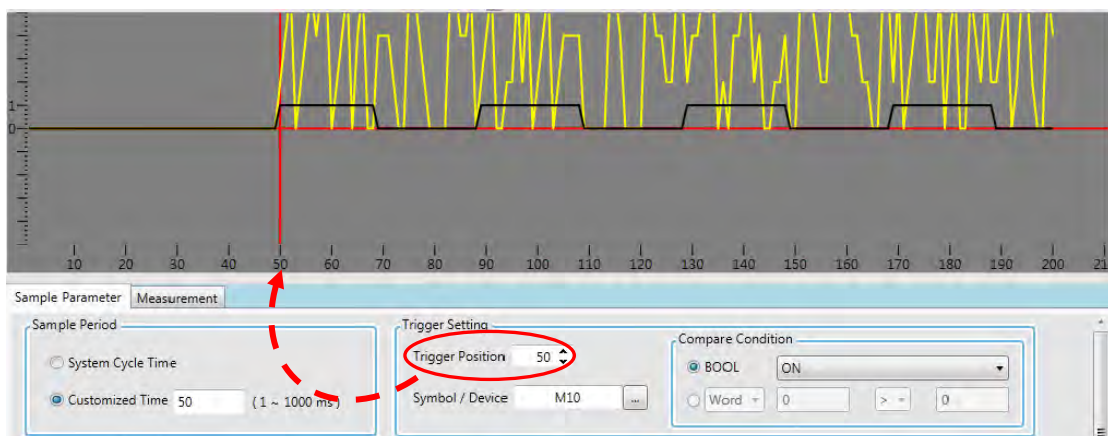 1
0
10 20 30 40 50 60 70 80 90 100 110 120 130 140 150 160 170 180 190 200 21
Sample Parameter Measurement
Sample Period
System Cycle Time
Customized Time 50 ( 1 ~ 1000 ms )
Trigger Setting
Trigger Position 50
Symbol / Device M10 ...
Compare Condition
BOOL ON
Word 0 > 0